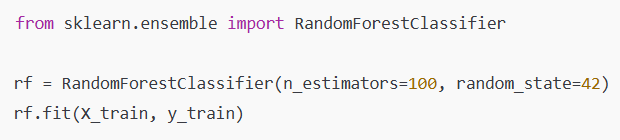 from sklearn.ensemble import RandomForestClassifier
rf = RandomForestClassifier(n_estimators=100, random_state=42)
rf.fit(X_train, y_train)